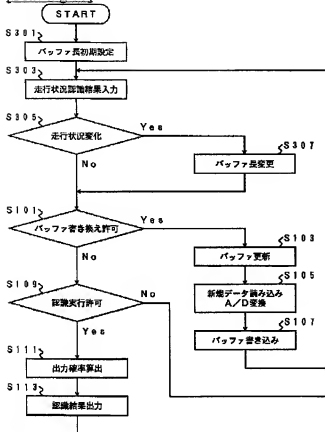 START
S301
バッファ長初期設定
S303
走行状況認識結果入力
S305
走行状況変化
Yes
S307
バッファ長変更
No
S101
バッファ書き換え許可
Yes
S103
バッファ更新
No
S105
新規データ読み込み
A/D変換
S109
認識実行許可
No
S107
バッファ書き込み
Yes
S111
出力確率算出
S113
認識結果出力